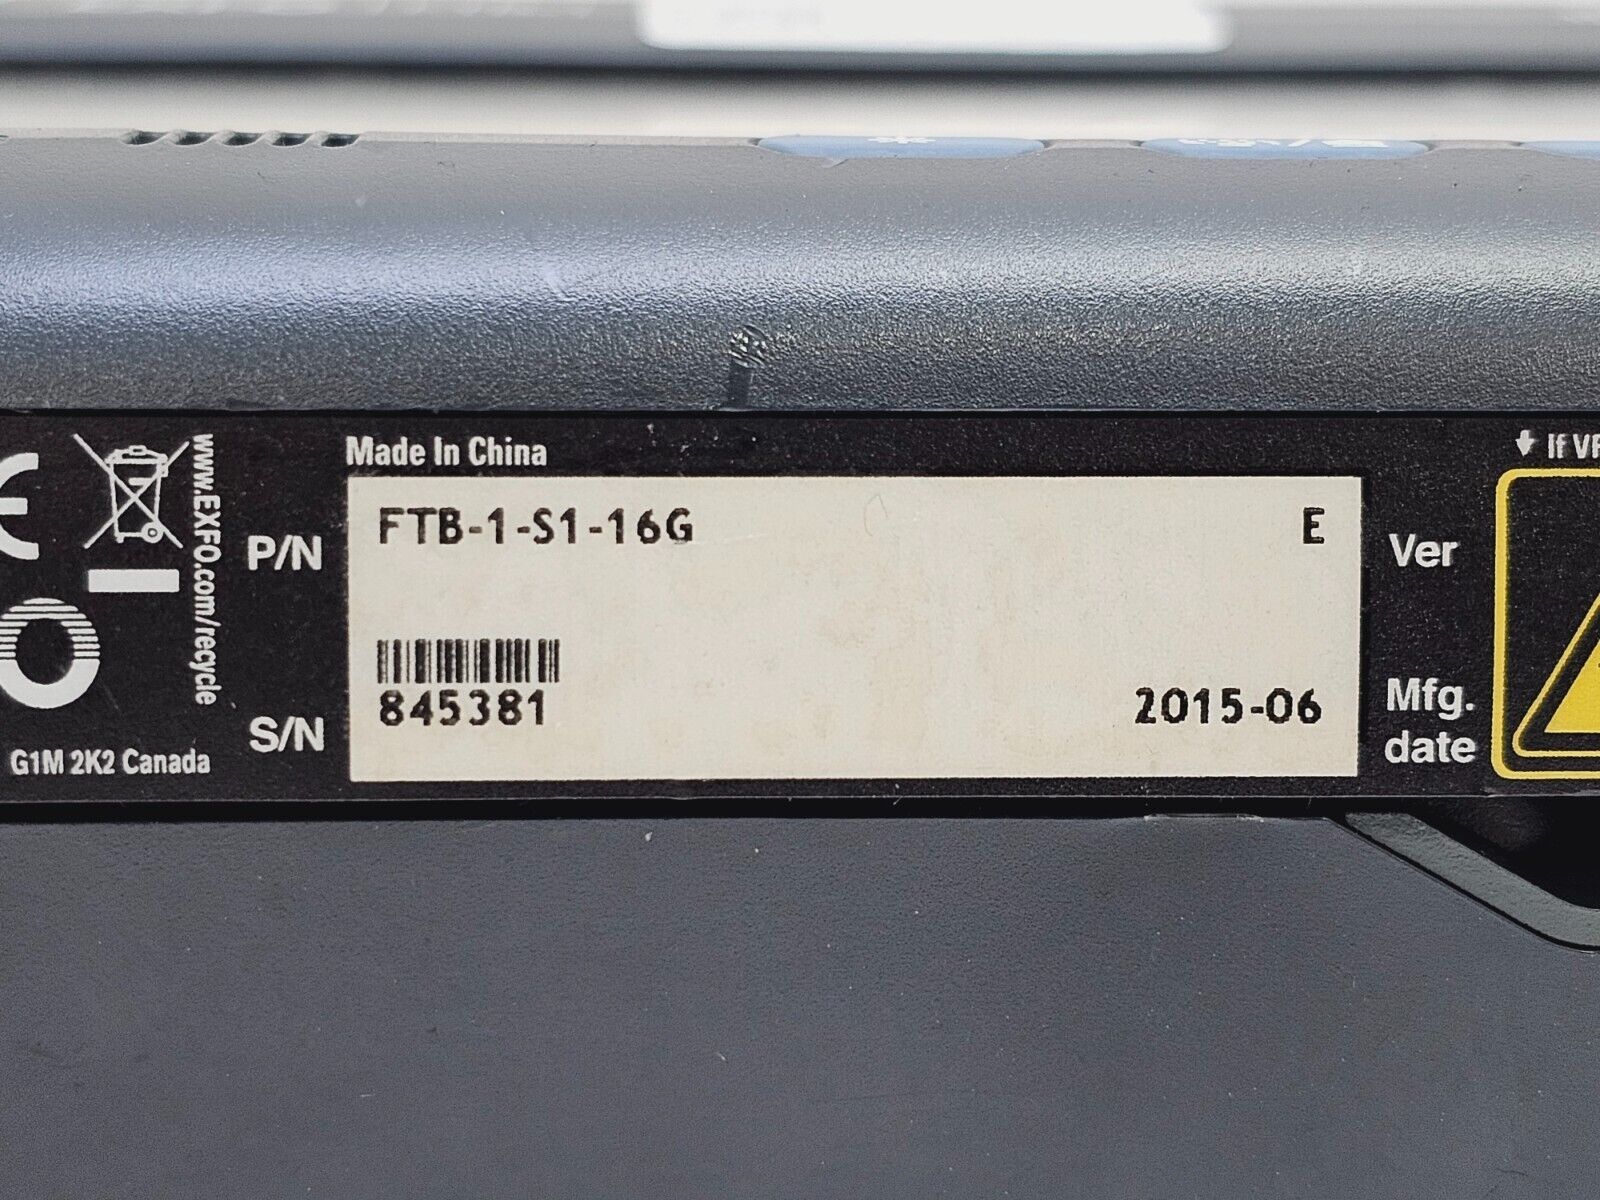 Made In China
If
CE
www.EXFO.com/recycle
P/N
FTB-1-S1-16G
E
Ver
845381
2015-06
S/N
Mfg.
date
G1M 2K2 Canada